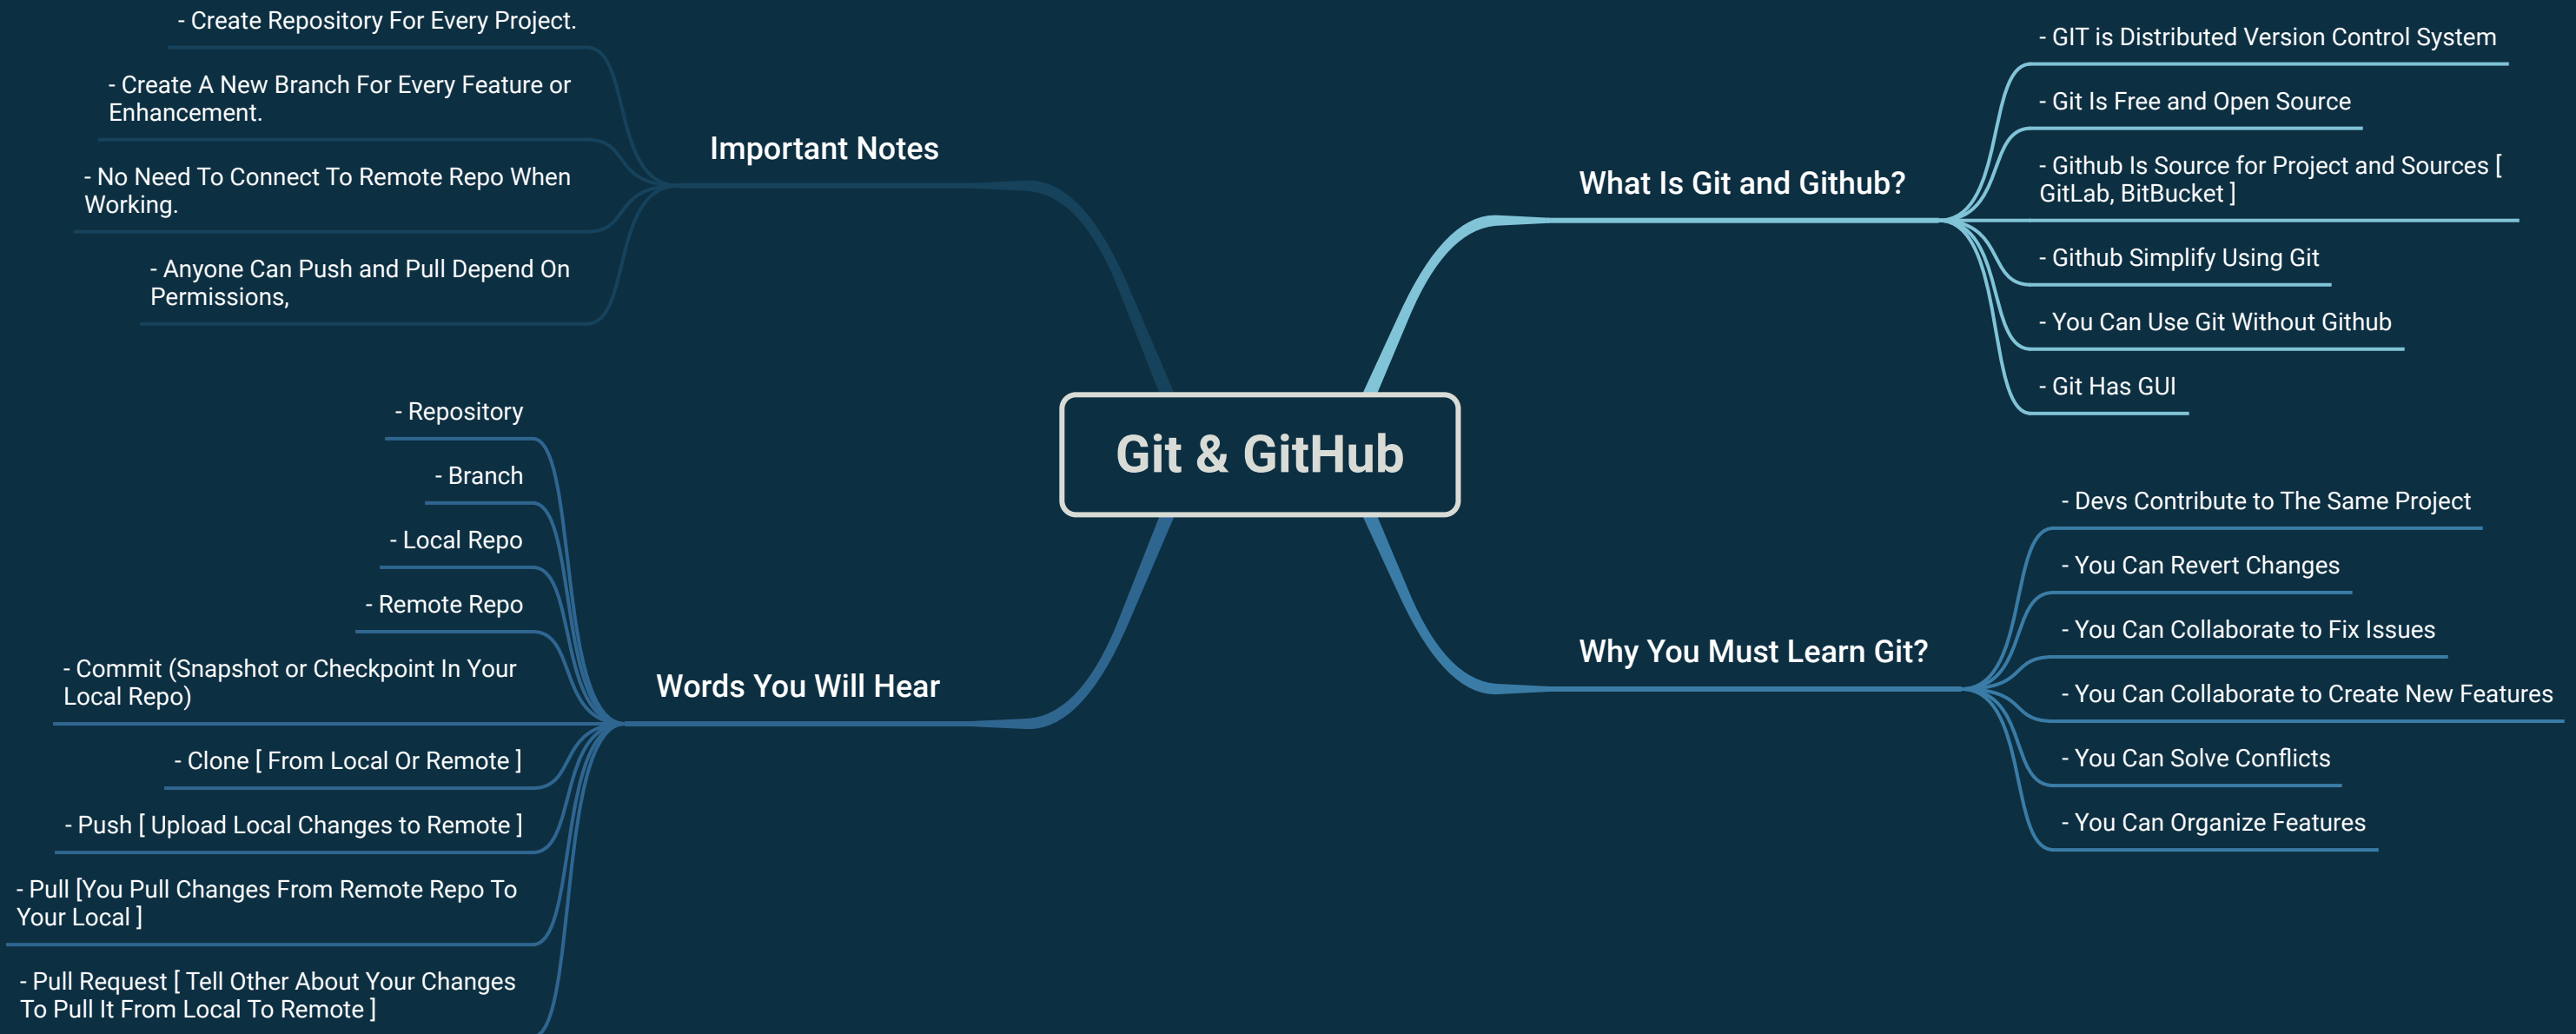 Git & GitHub
What Is Git and Github?
- GIT is Distributed Version Control System
- Git Is Free and Open Source
- Github Is Source for Project and Sources [
GitLab, BitBucket ]
- Github Simplify Using Git
- You Can Use Git Without Github
- Git Has GUI
Why You Must Learn Git?
- Devs Contribute to The Same Project
- You Can Revert Changes
- You Can Collaborate to Fix Issues
- You Can Collaborate to Create New Features
- You Can Solve Conflicts
- You Can Organize Features
Important Notes
- Create Repository For Every Project.
- Create A New Branch For Every Feature or
Enhancement.
- No Need To Connect To Remote Repo When
Working.
- Anyone Can Push and Pull Depend On
Permissions,
Words You Will Hear
- Repository
- Branch
- Local Repo
- Remote Repo
- Commit (Snapshot or Checkpoint In Your
Local Repo)
- Clone [ From Local Or Remote ]
- Push [ Upload Local Changes to Remote ]
- Pull [You Pull Changes From Remote Repo To
Your Local ]
- Pull Request [ Tell Other About Your Changes
To Pull It From Local To Remote ]